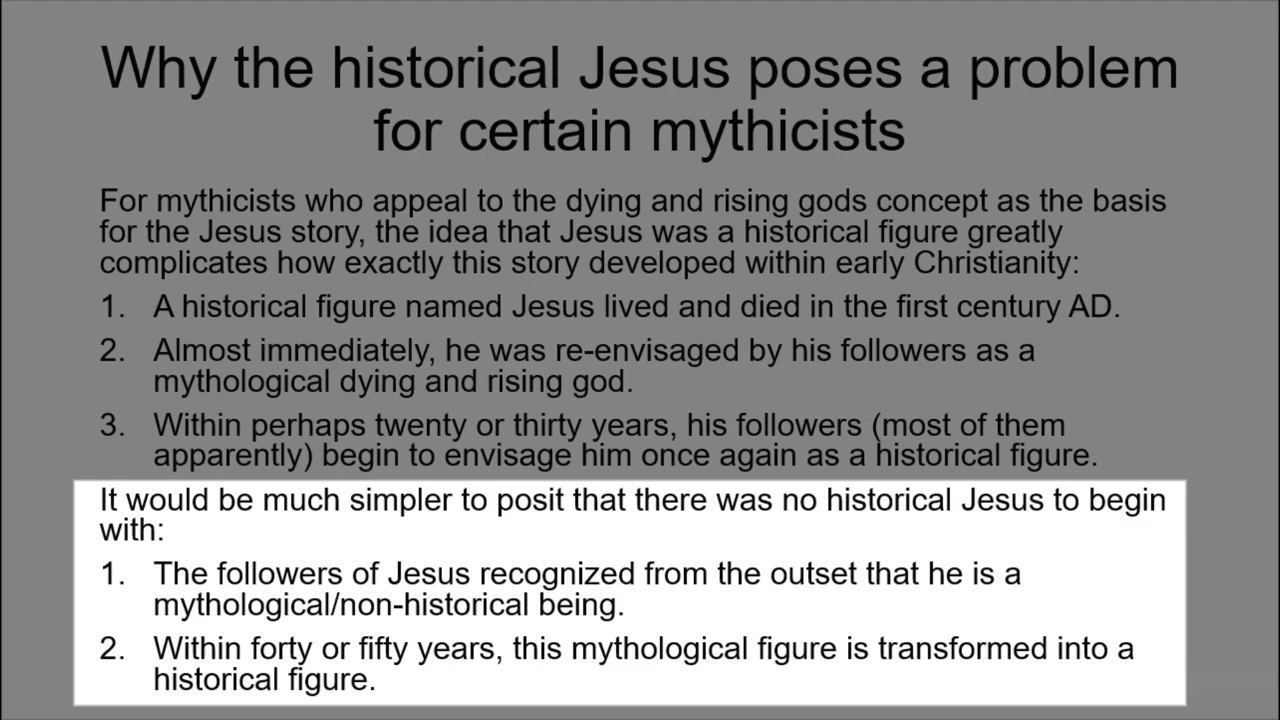 Why the historical Jesus poses a problem
for certain mythicists
For mythicists who appeal to the dying and rising gods concept as the basis
for the Jesus story, the idea that Jesus was a historical figure greatly
complicates how exactly this story developed within early Christianity:
1. A historical figure named Jesus lived and died in the first century AD.
2. Almost immediately, he was re-envisaged by his followers as a
mythological dying and rising god.
3. Within perhaps twenty or thirty years, his followers (most of them
apparently) begin to envisage him once again as a historical figure.
It would be much simpler to posit that there was no historical Jesus to begin
with:
1. The followers of Jesus recognized from the outset that he is a
mythological/non-historical being.
2. Within forty or fifty years, this mythological figure is transformed into a
historical figure.